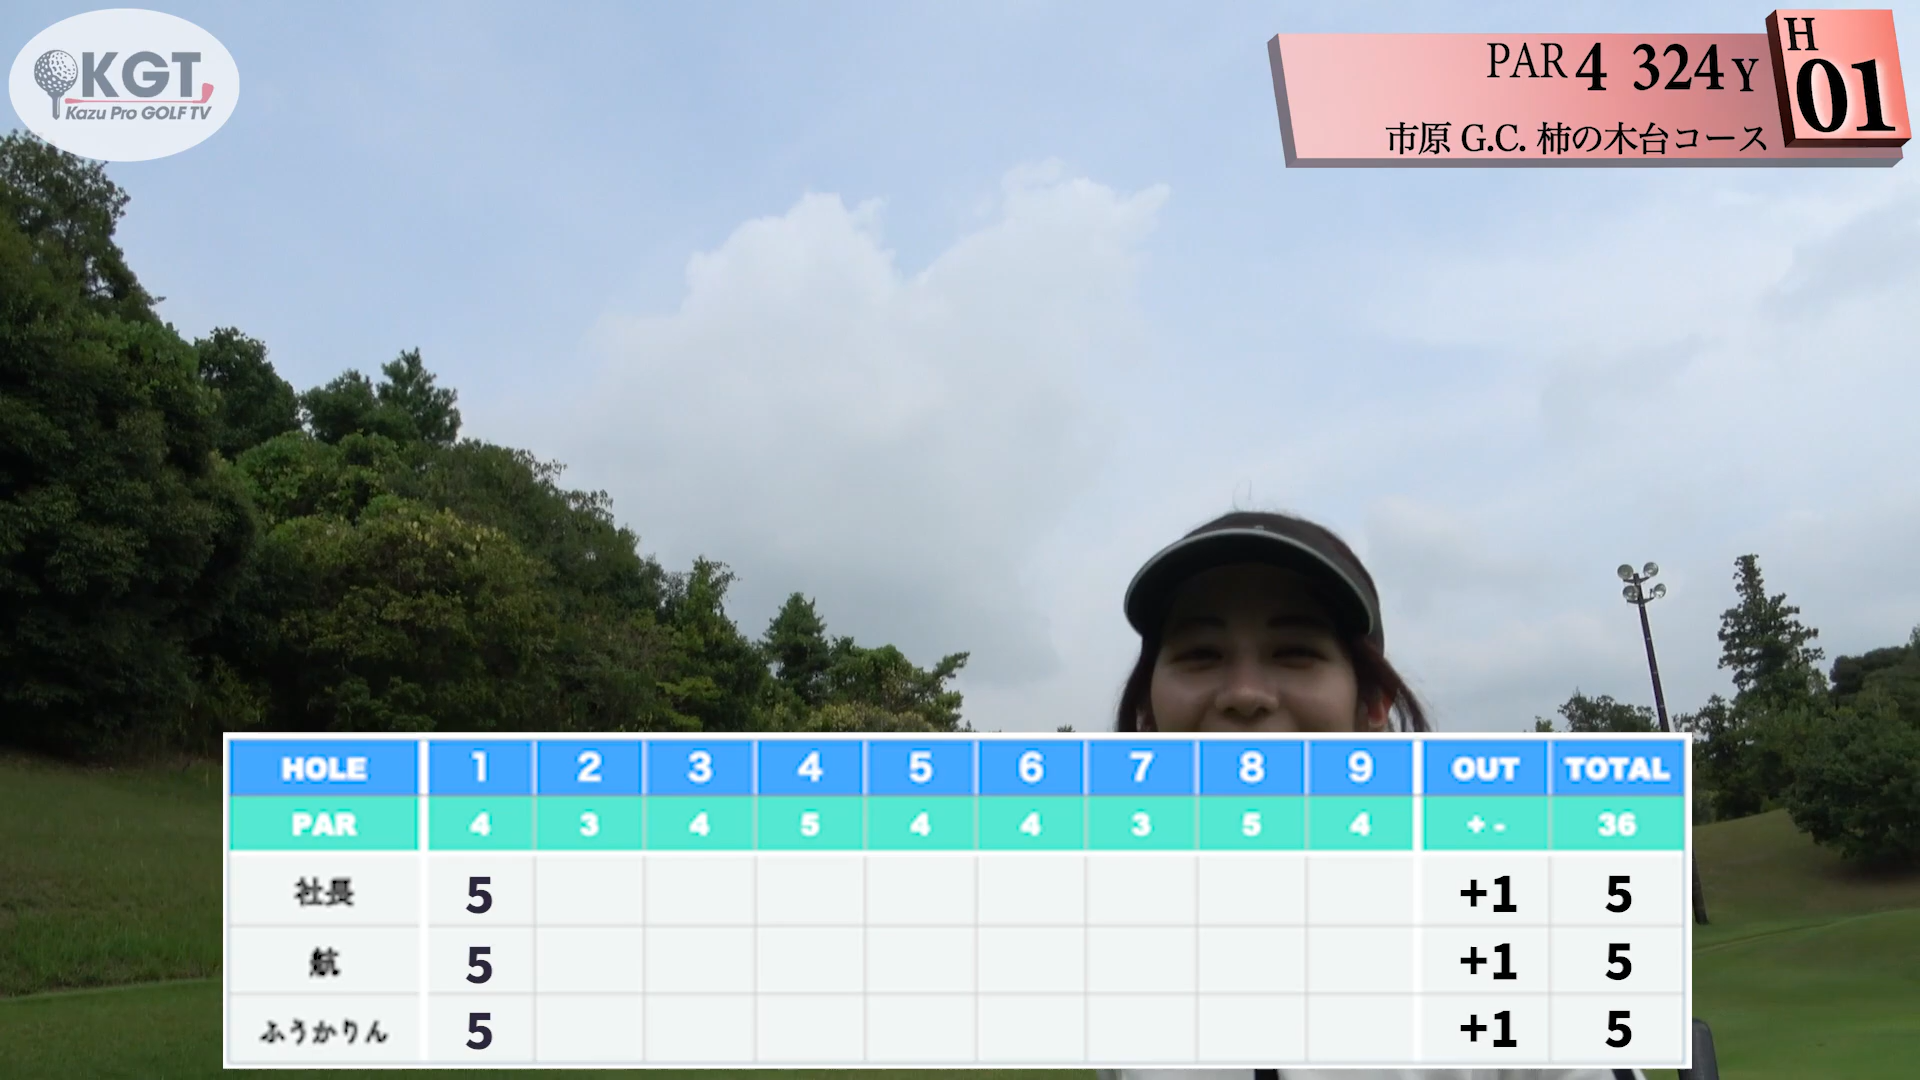 KGT.
Kazu Pro GOLF TV
PAR 4 324Y
H 01
市原 G.C. 柿の木台コース
HOLE 1 2 3 4 5 6 7 8 9 OUT TOTAL
PAR 4 3 4 5 4 4 3 5 4 + - 36
社長 5 +1 5
航 5 +1 5
ふうかりん 5 +1 5